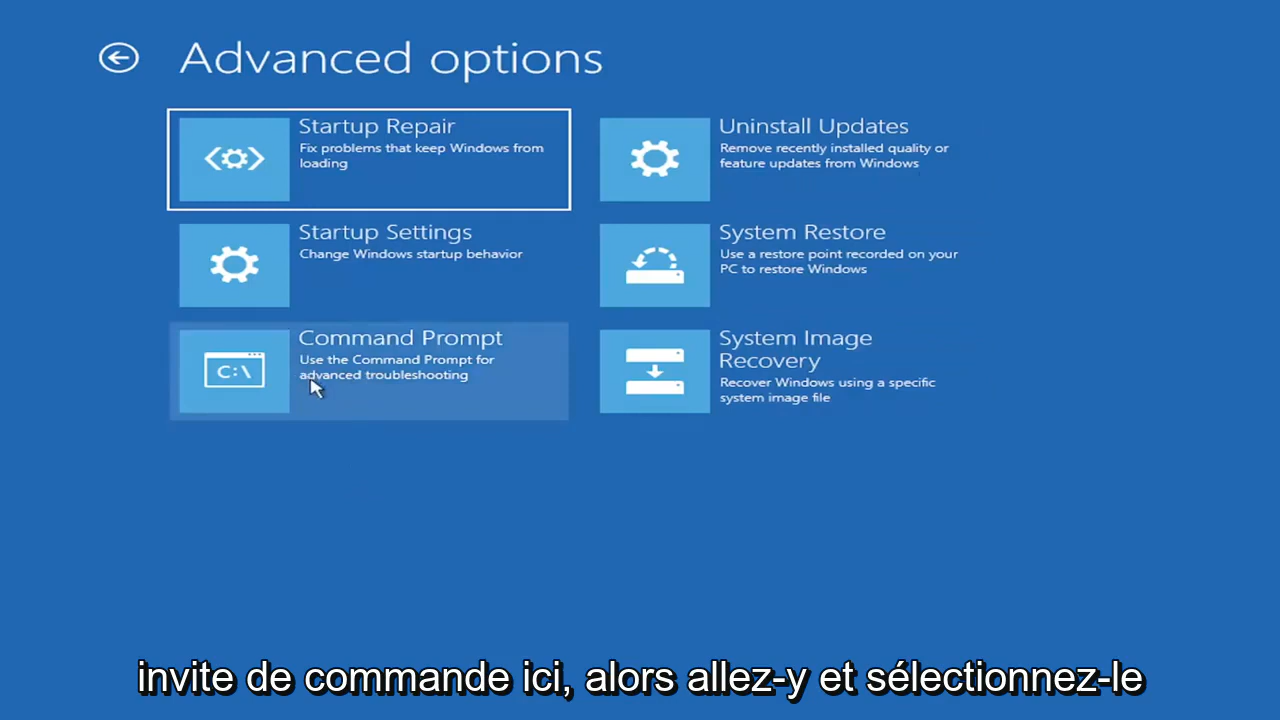 Advanced options
Startup Repair
Fix problems that keep Windows from
loading
Uninstall Updates
Remove recently installed quality or
feature updates from Windows
Startup Settings
Change Windows startup behavior
System Restore
Use a restore point recorded on your
PC to restore Windows
C:\
Command Prompt
Use the Command Prompt for
advanced troubleshooting
System Image
Recovery
Recover Windows using a specific
system image file
invite de commande ici, alors allez-y et sélectionnez-le